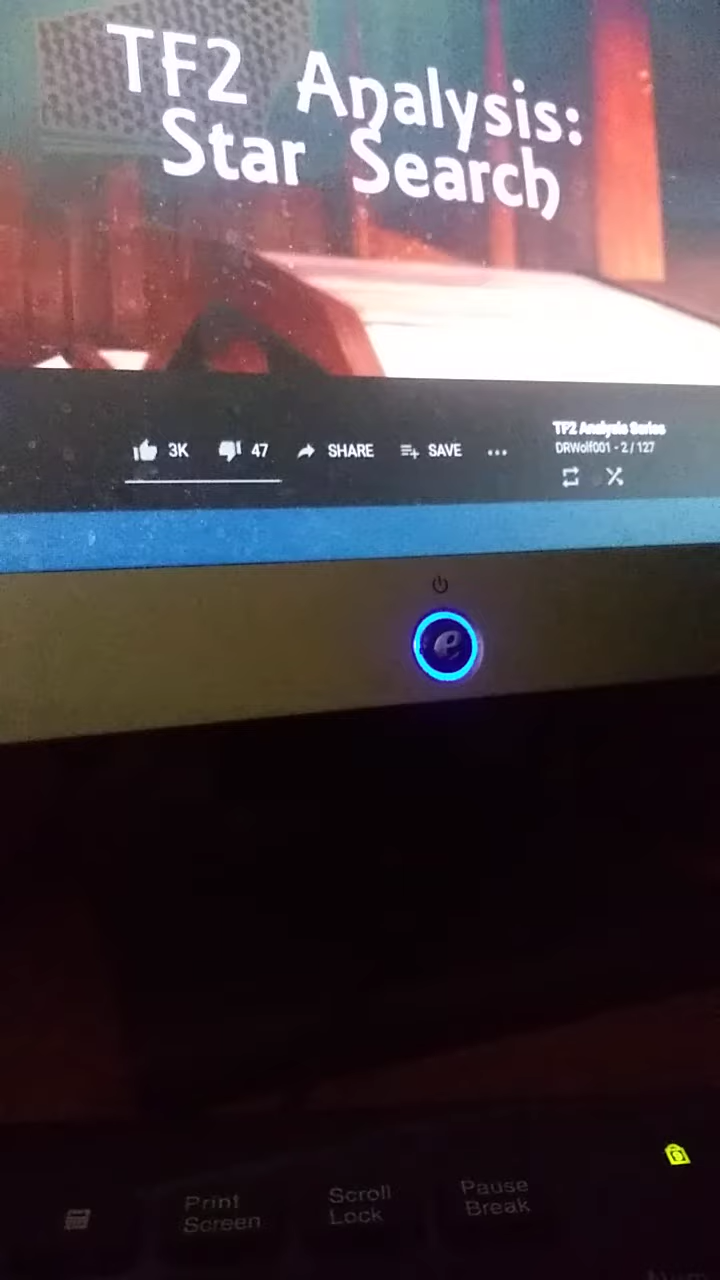 TF2 Analysis:
Star Search
3K 47 SHARE SAVE
TF2 Analysis Series
DRWolf001 - 2 / 127
e
Print
Screen
Scroll
Lock
Pause
Break